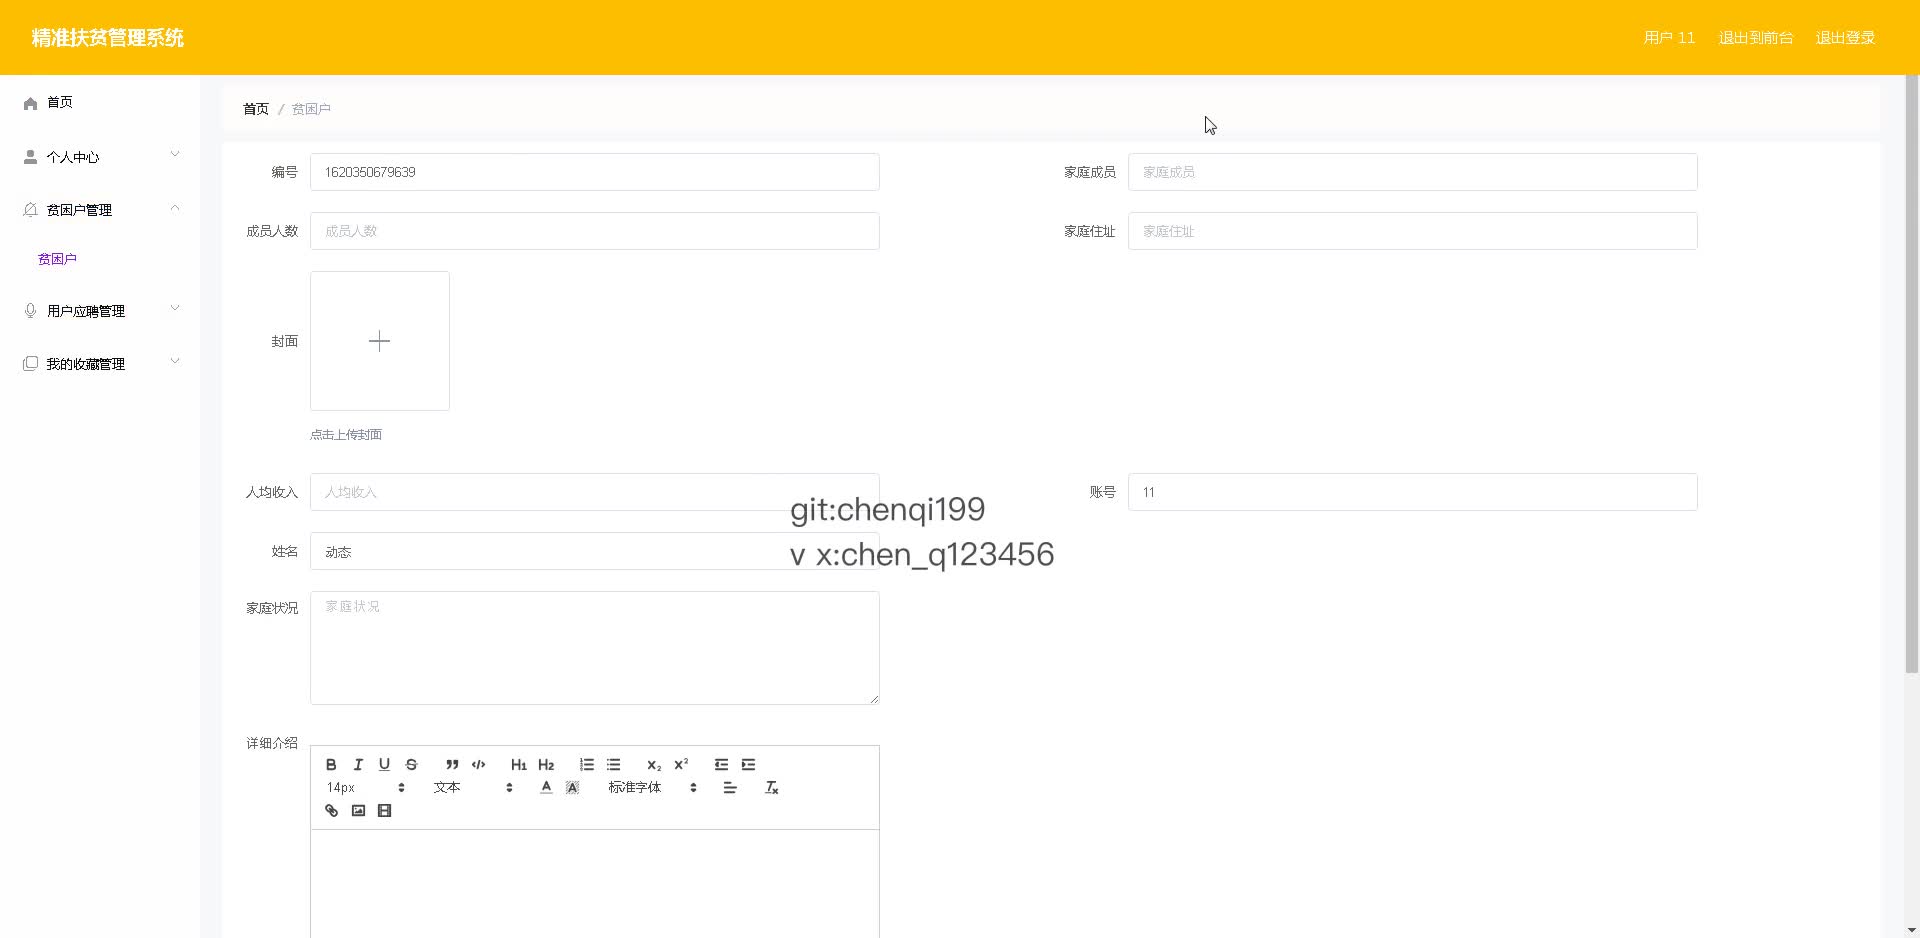 精准扶贫管理系统
用户 11 退出到前台 退出登录
首页
个人中心
贫困户管理
贫困户
用户应聘管理
我的收藏管理
首页 / 贫困户
编号 1620350679639
家庭成员 家庭成员
成员人数 成员人数
家庭住址 家庭住址
封面
点击上传封面
人均收入 人均收入
账号 11
git:chenqi199
姓名 动态
v x:chen_q123456
家庭状况 家庭状况
详细介绍
B I U S H1 H2 x₂ x²
14px 文本 A A 标准字体 Tx